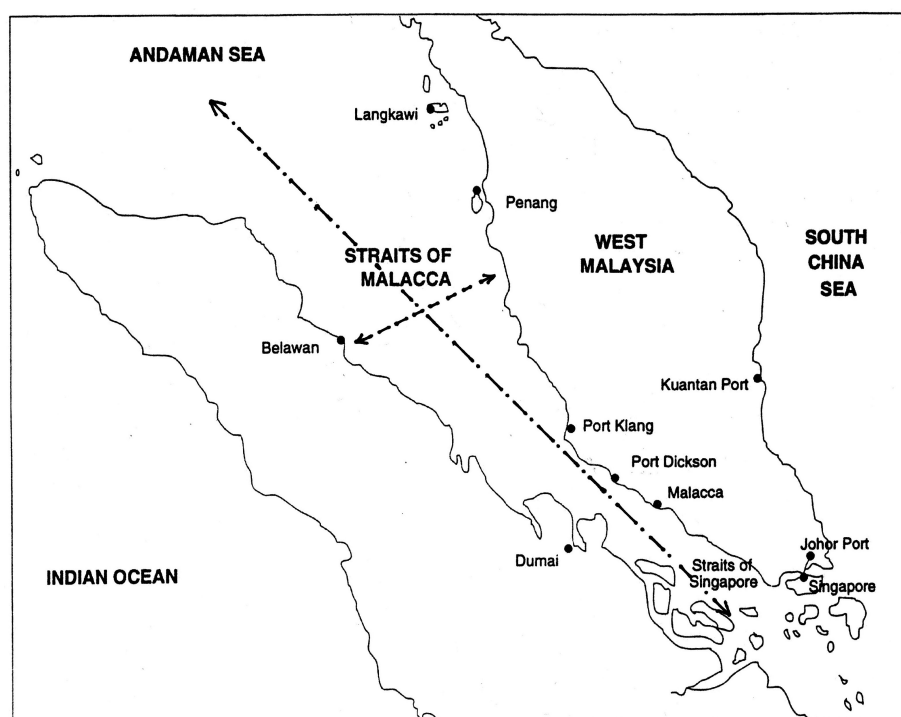 ANDAMAN SEA
Langkawi
Penang
STRAITS OF
MALACCA
WEST
MALAYSIA
SOUTH
CHINA
SEA
Belawan
Kuantan Port
Port Klang
Port Dickson
Malacca
Dumai
Johor Port
Straits of
Singapore
Singapore
INDIAN OCEAN